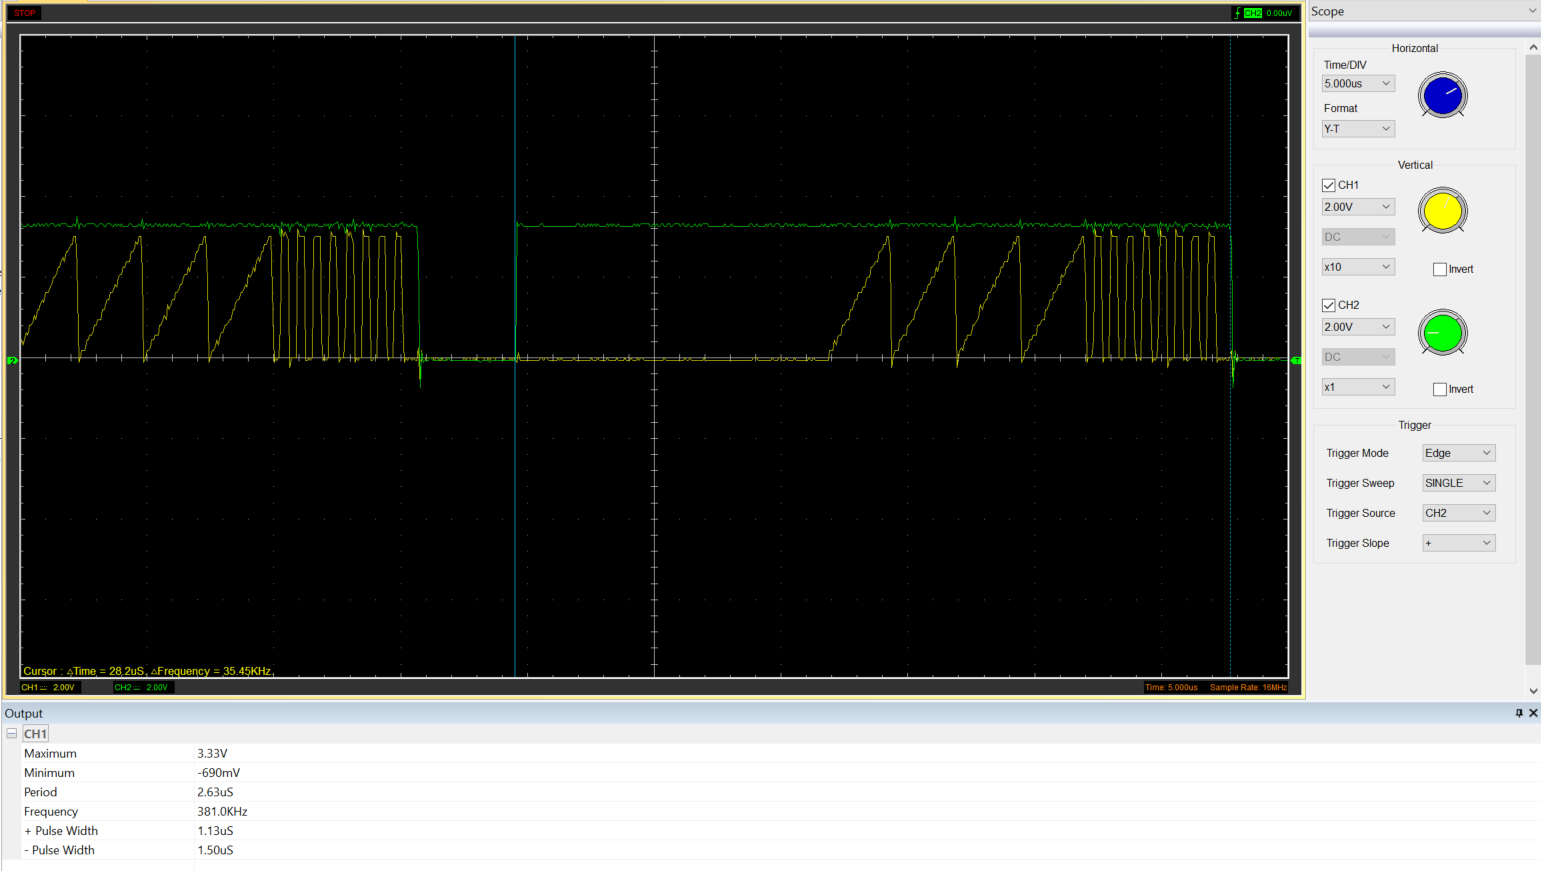 STOP
CH2 0.00uV
Scope
Horizontal
Time/DIV
5.000us
Format
Y-T
Vertical
CH1
2.00V
DC
x10
Invert
CH2
2.00V
DC
x1
Invert
Trigger
Trigger Mode Edge
Trigger Sweep SINGLE
Trigger Source CH2
Trigger Slope +
2
T
Cursor : △Time = 28.2uS, △Frequency = 35.45KHz,
CH1 2.00V CH2 2.00V Time: 5.000us Sample Rate: 16MHz
Output
CH1
Maximum 3.33V
Minimum -690mV
Period 2.63uS
Frequency 381.0KHz
+ Pulse Width 1.13uS
- Pulse Width 1.50uS